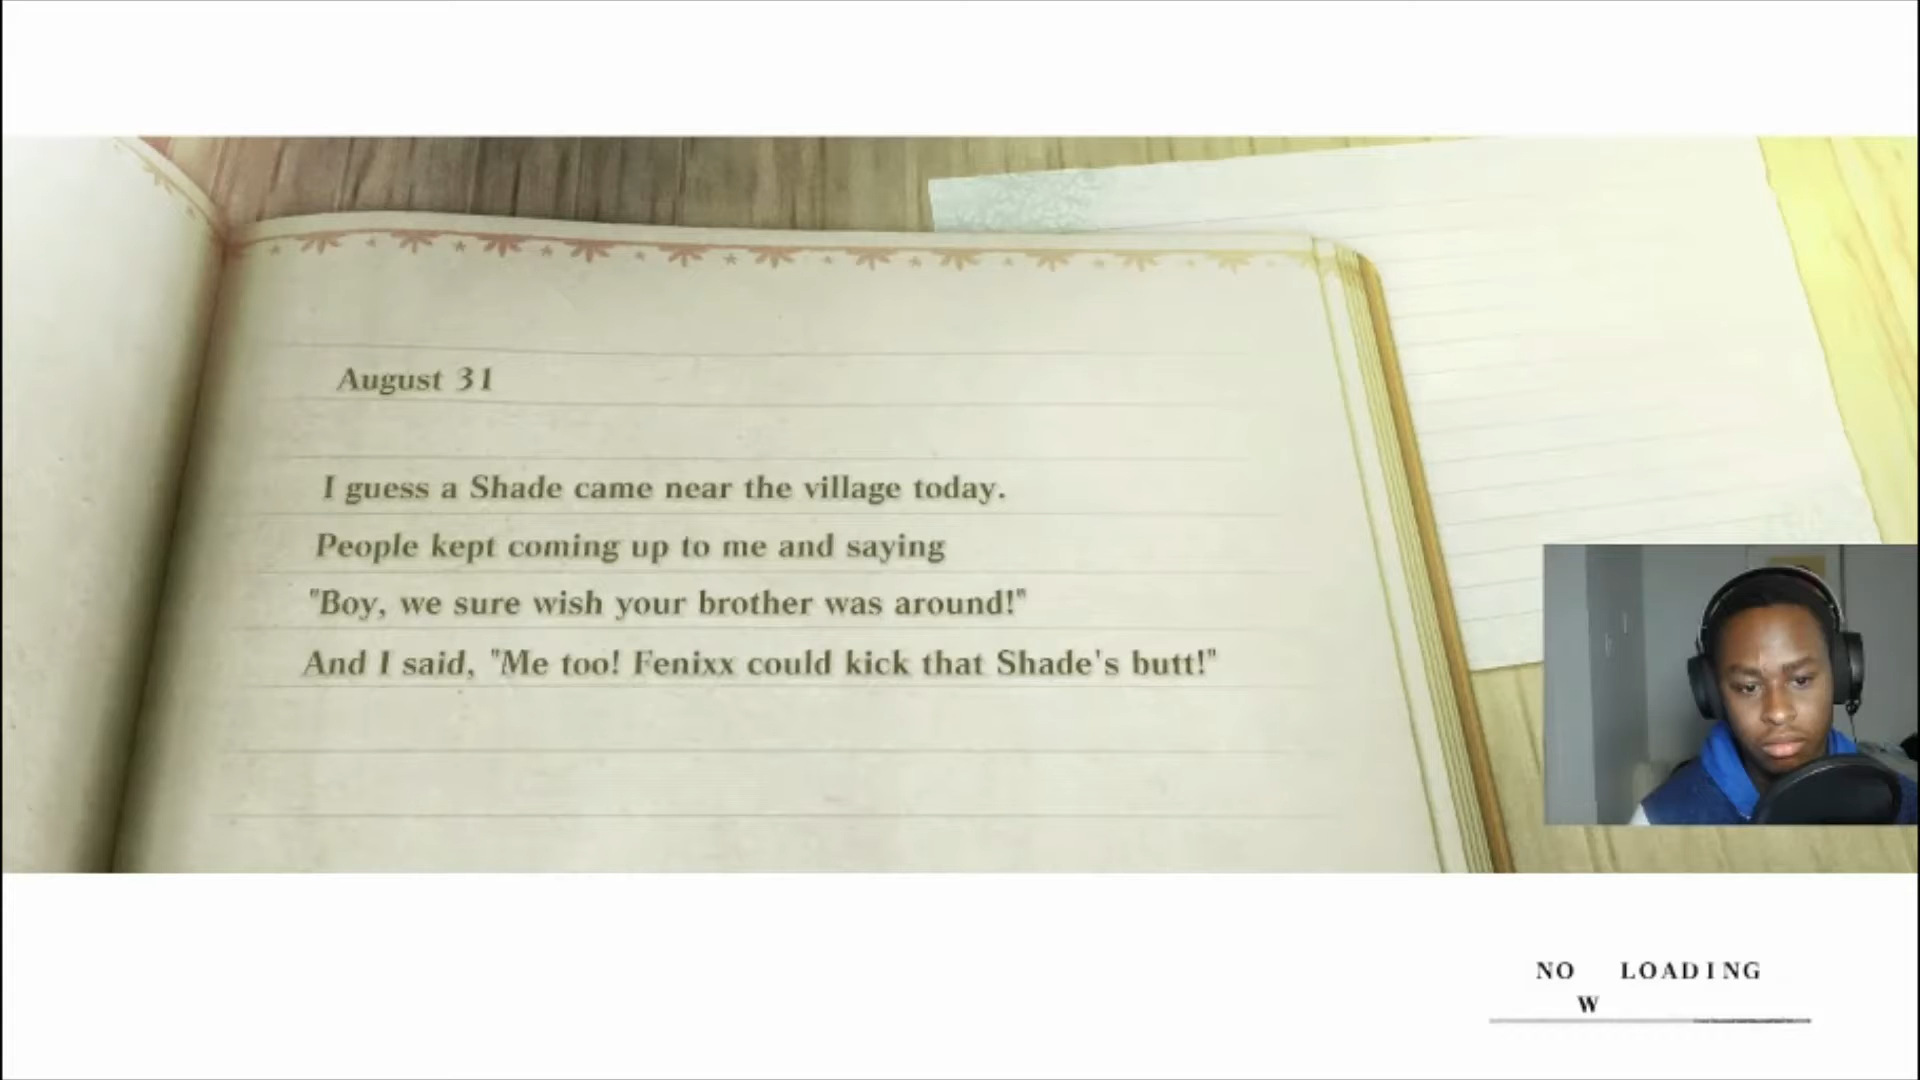 August 31
I guess a Shade came near the village today.
People kept coming up to me and saying
"Boy, we sure wish your brother was around!"
And I said, "Me too! Fenixx could kick that Shade's butt!"
NO LOADING
W